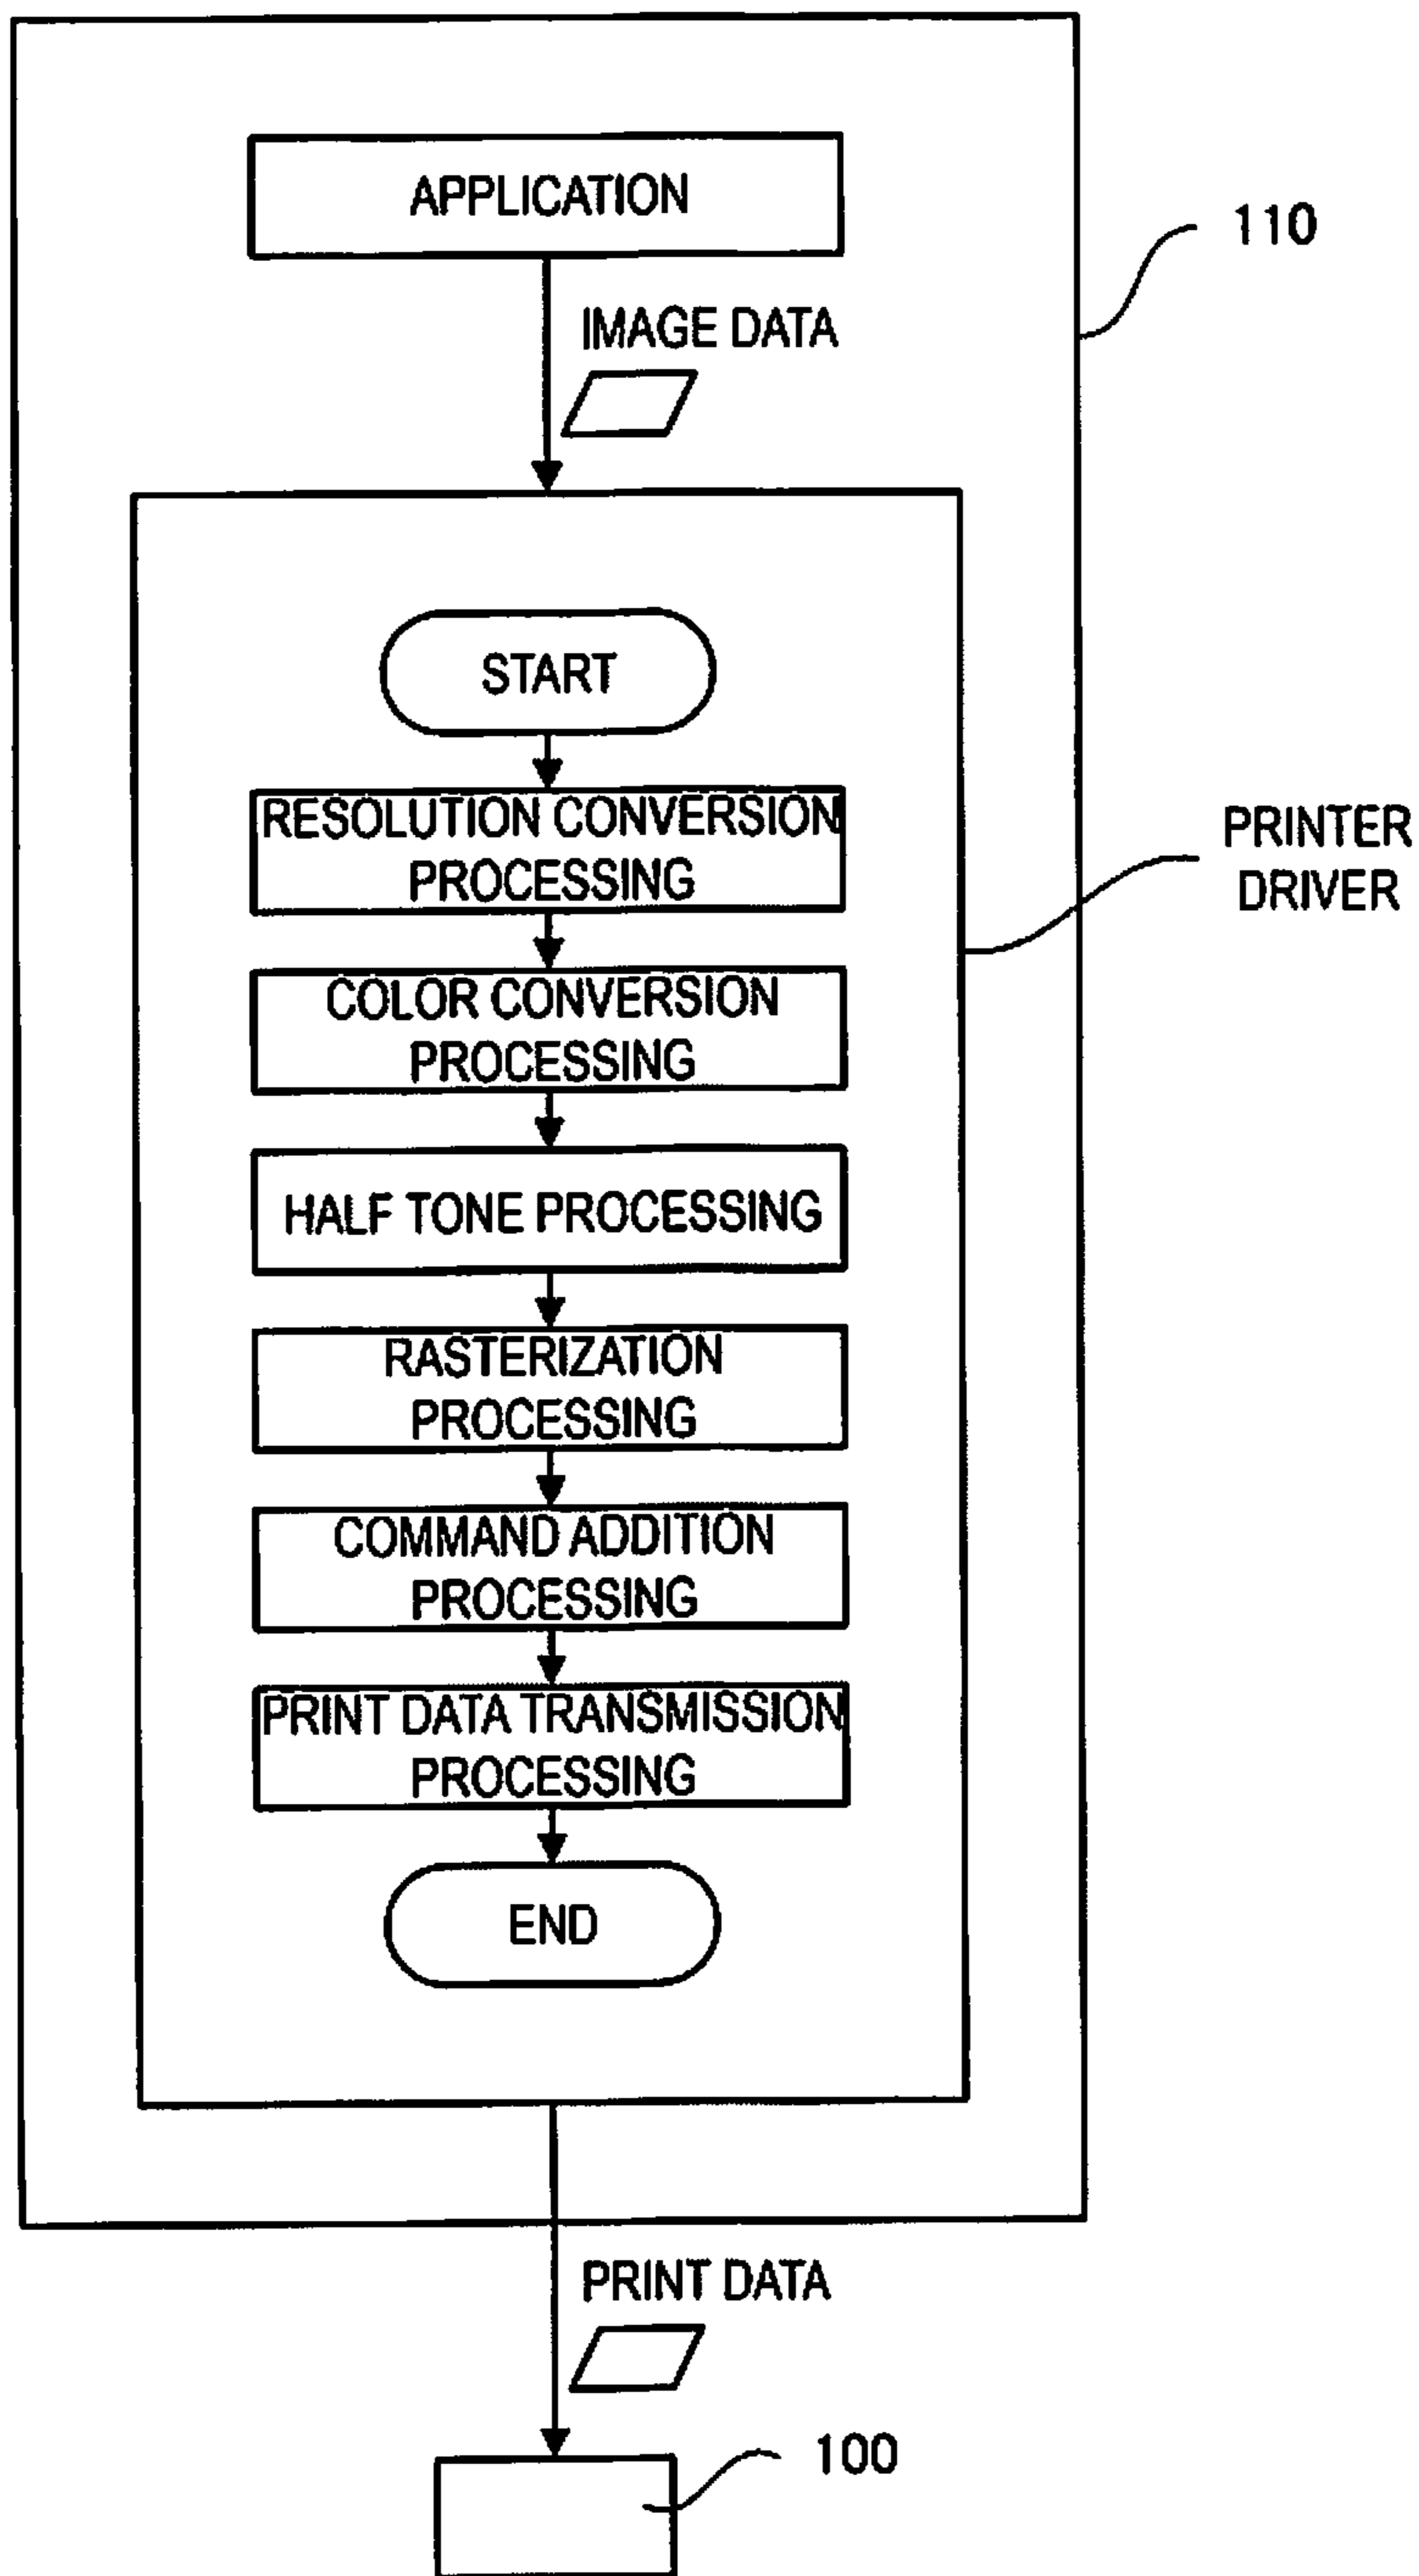 APPLICATION
110
IMAGE DATA
START
RESOLUTION CONVERSION
PROCESSING
PRINTER
DRIVER
COLOR CONVERSION
PROCESSING
HALF TONE PROCESSING
RASTERIZATION
PROCESSING
COMMAND ADDITION
PROCESSING
PRINT DATA TRANSMISSION
PROCESSING
END
PRINT DATA
100